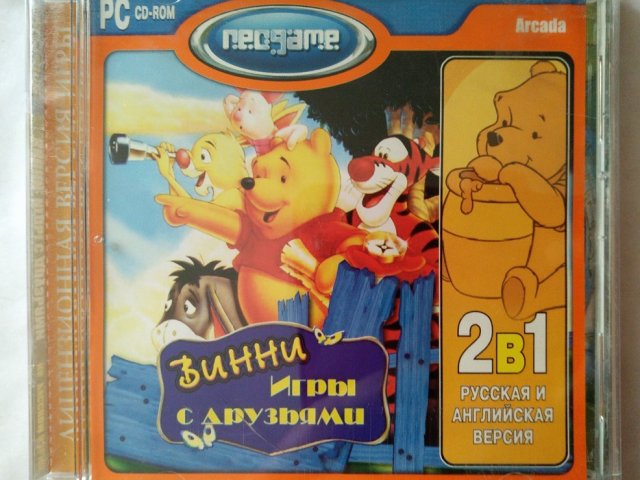 PC CD-ROM
neogame
Arcada
ЛИЦЕНЗИОННАЯ ВЕРСИЯ ИГРЫ
Винни
Игры
с друзьями
2в1
РУССКАЯ И
АНГЛИЙСКАЯ
ВЕРСИЯ